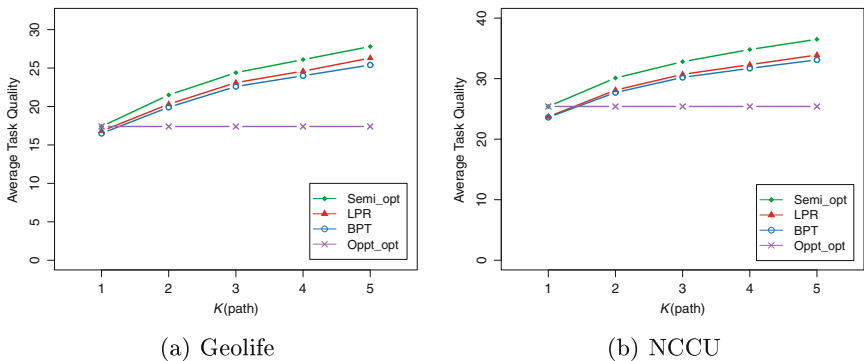 Average Task Quality
30
25
20
15
10
5
0
1 2 3 4 5
K(path)
Semi_opt
LPR
BPT
Oppt_opt
(a) Geolife
Average Task Quality
40
30
20
10
0
1 2 3 4 5
K(path)
Semi_opt
LPR
BPT
Oppt_opt
(b) NCCU